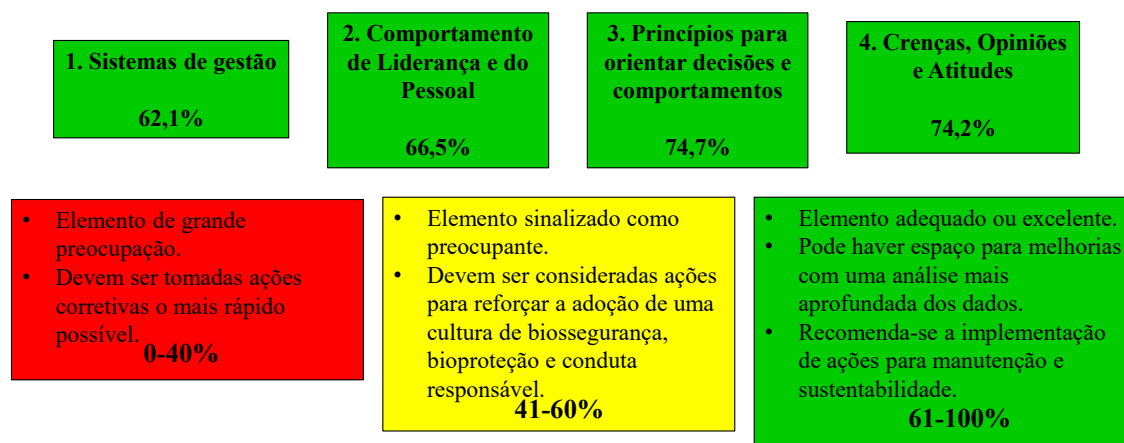 1. Sistemas de gestão
62,1%
2. Comportamento
de Liderança e do
Pessoal
66,5%
3. Princípios para
orientar decisões e
comportamentos
74,7%
4. Crenças, Opiniões
e Atitudes
74,2%
• Elemento de grande
preocupação.
• Devem ser tomadas ações
corretivas o mais rápido
possível.
0-40%
• Elemento sinalizado como
preocupante.
• Devem ser consideradas ações
para reforçar a adoção de uma
cultura de biossegurança,
bioproteção e conduta
responsável.
41-60%
• Elemento adequado ou excelente.
• Pode haver espaço para melhorias
com uma análise mais
aprofundada dos dados.
• Recomenda-se a implementação
de ações para manutenção e
sustentabilidade.
61-100%